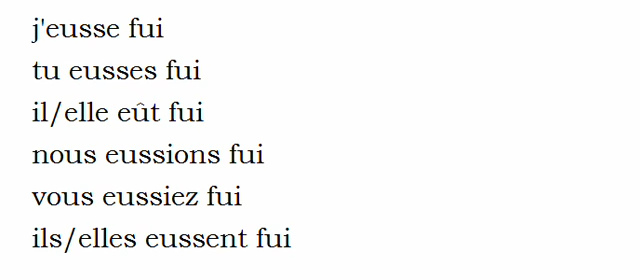 j'eusse fui
tu eusses fui
il/elle eût fui
nous eussions fui
vous eussiez fui
ils/elles eussent fui